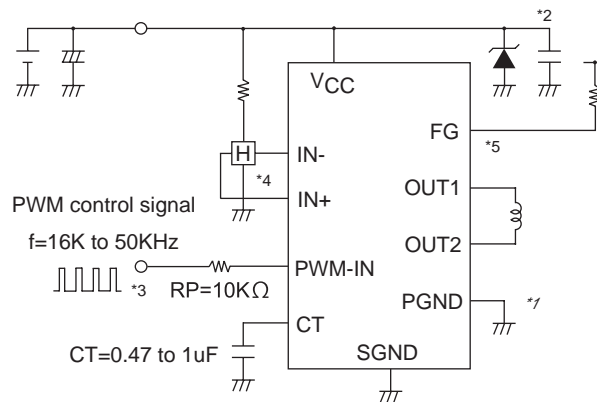 *2
VCC
FG
*5
H
IN-
*4
IN+
OUT1
PWM control signal
f=16K to 50KHz
OUT2
PWM-IN
*3
RP=10KΩ
PGND
*1
CT
CT=0.47 to 1uF
SGND